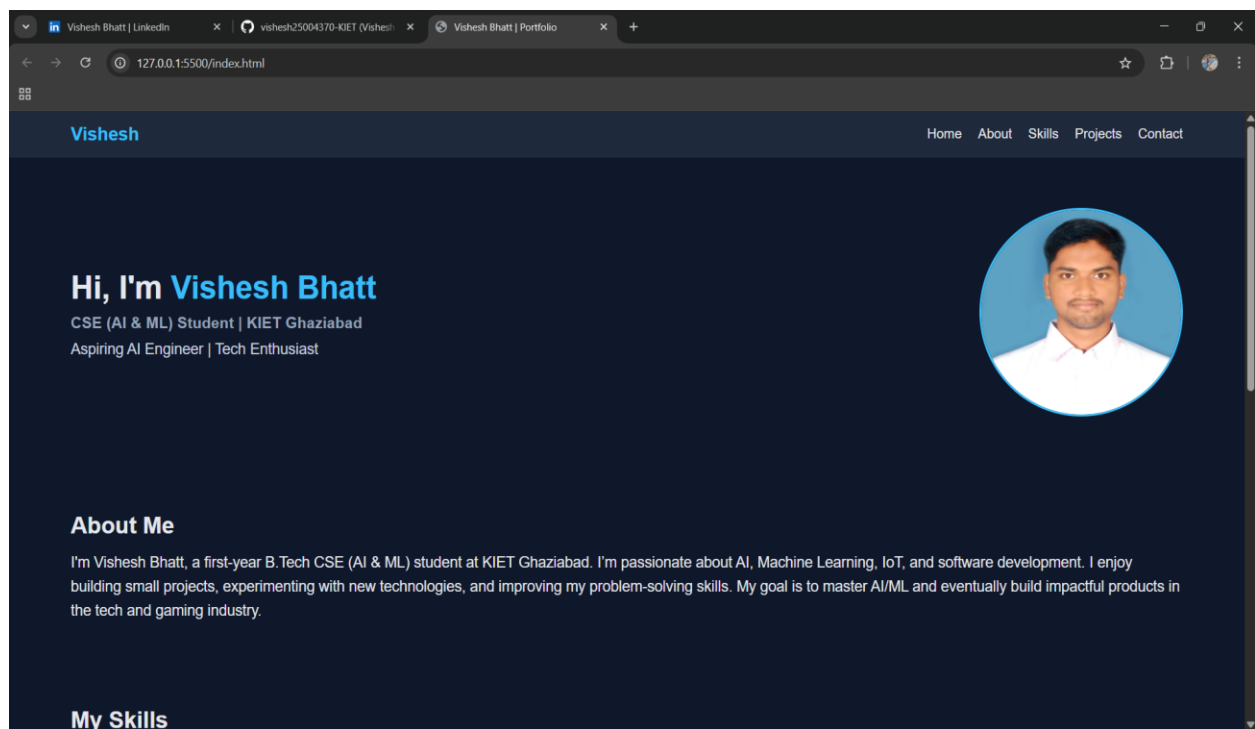 Vishesh Bhatt | LinkedIn
vishesh25004370-KIET (Vishesh
Vishesh Bhatt | Portfolio
127.0.0.1:5500/index.html
Vishesh
Home About Skills Projects Contact
Hi, I'm Vishesh Bhatt
CSE (AI & ML) Student | KIET Ghaziabad
Aspiring AI Engineer | Tech Enthusiast
About Me
I'm Vishesh Bhatt, a first-year B.Tech CSE (AI & ML) student at KIET Ghaziabad. I’m passionate about AI, Machine Learning, IoT, and software development. I enjoy
building small projects, experimenting with new technologies, and improving my problem-solving skills. My goal is to master AI/ML and eventually build impactful products in
the tech and gaming industry.
My Skills